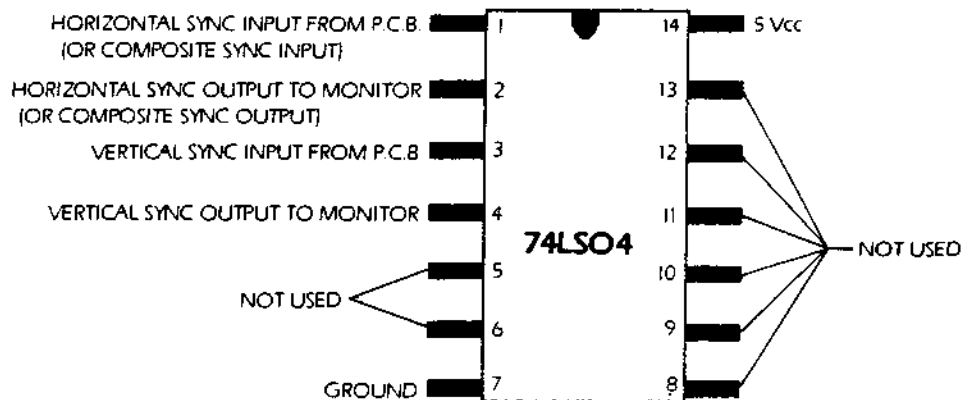 HORIZONTAL SYNC INPUT FROM P.C.B.
(OR COMPOSITE SYNC INPUT)
HORIZONTAL SYNC OUTPUT TO MONITOR
(OR COMPOSITE SYNC OUTPUT)
VERTICAL SYNC INPUT FROM P.C.B
VERTICAL SYNC OUTPUT TO MONITOR
NOT USED
GROUND
1
2
3
4
5
6
7
74LS04
14
13
12
11
10
9
8
5 Vcc
NOT USED